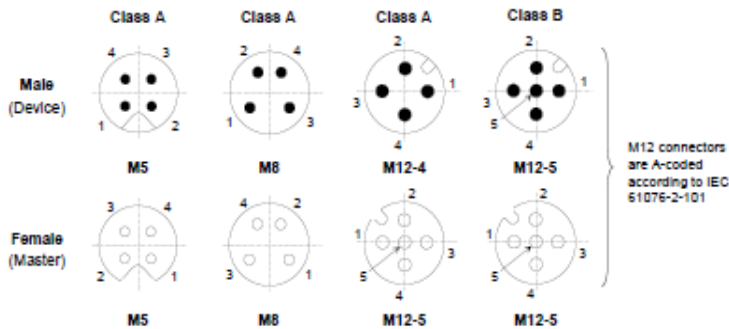 Class A Class A Class A Class B
4 3 2 4 2 2
Male
(Device)
1 1
3 3
1 2 1 3 4 5 4
M5 M8 M12-4 M12-5
M12 connectors
are A-coded
according to IEC
61076-2-101
3 4 4 2 2 2
Female
(Master)
1 3 1 3
2 1 3 1 5 4 5 4
M5 M8 M12-5 M12-5